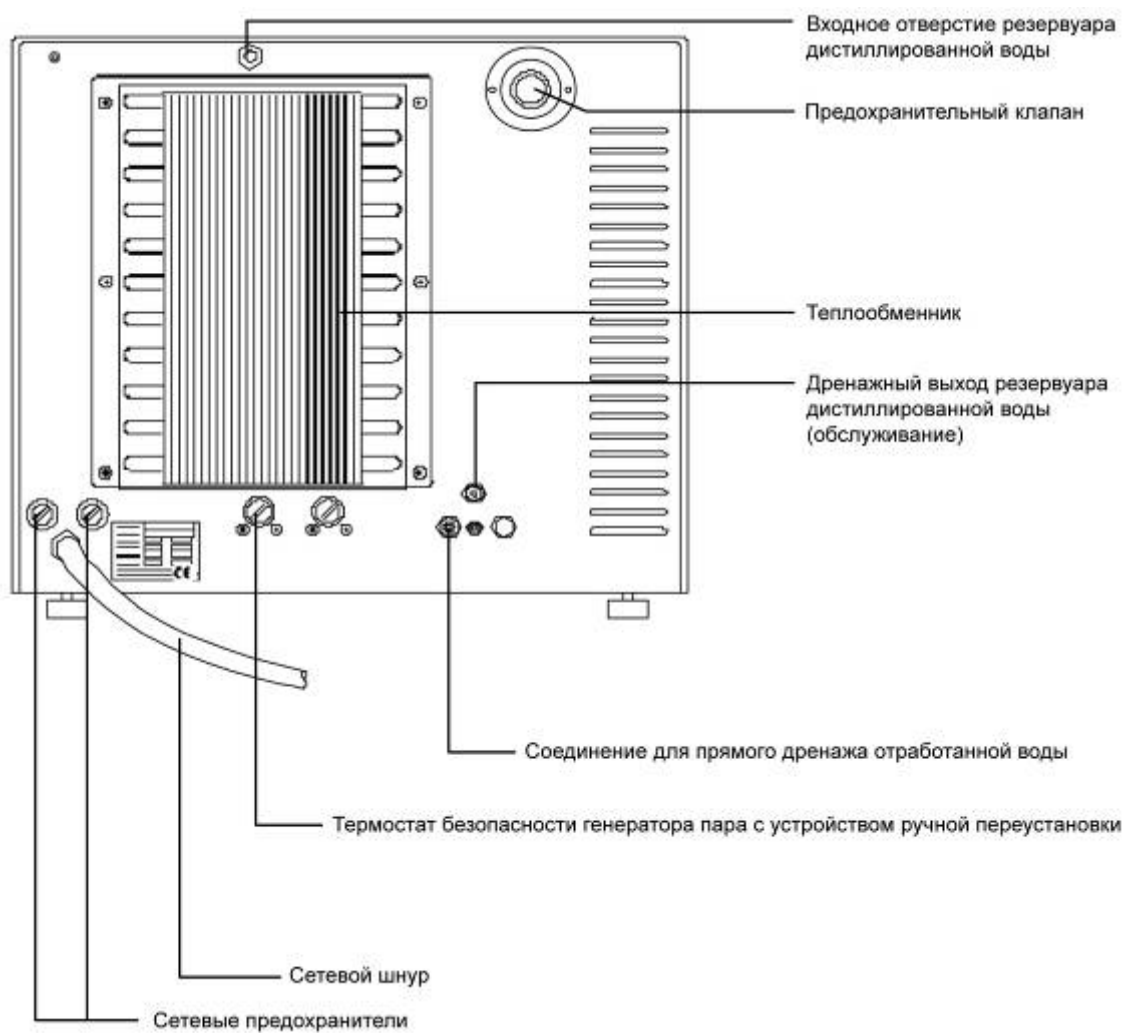 Входное отверстие резервуара
дистиллированной воды
Предохранительный клапан
Теплообменник
Дренажный выход резервуара
дистиллированной воды
(обслуживание)
CE
Соединение для прямого дренажа отработанной воды
Термостат безопасности генератора пара с устройством ручной переустановки
Сетевой шнур
Сетевые предохранители